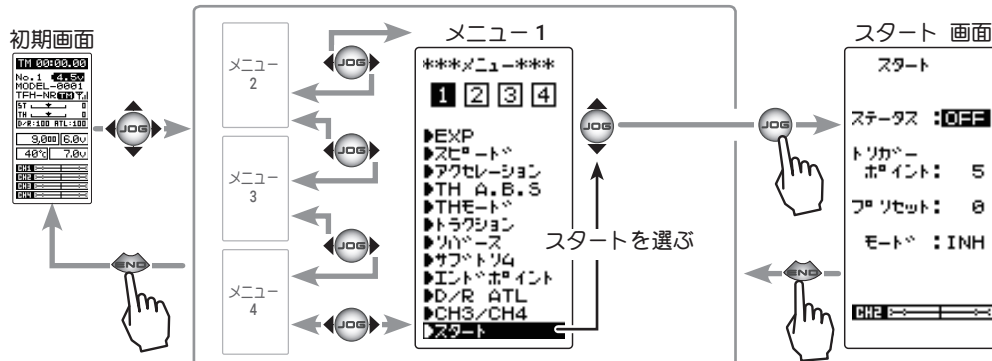 初期画面
TM 00:00.00
No.1 4.5v
MODEL-0001
TFH-NR TM
ST 0
TH 0
D/R:100 ATL:100
9,000 6.0v
40℃ 7.0v
CH1
CH2
CH3
CH4
JOG
END
メニュー
2
JOG
メニュー
3
JOG
メニュー
4
JOG
JOG
メニュー 1
***メニュー***
1 2 3 4
▶EXP
▶スピード
▶アクセレーション
▶TH A.B.S
▶THモード
▶トラクション
▶リバース
▶サブトリム
▶エンドポイント
▶D/R ATL
▶CH3/CH4
▶スタート
JOG
スタートを選ぶ
JOG
END
スタート 画面
スタート
ステータス :OFF
トリガー
ポイント: 5
プリセット: 0
モード :INH
CH2